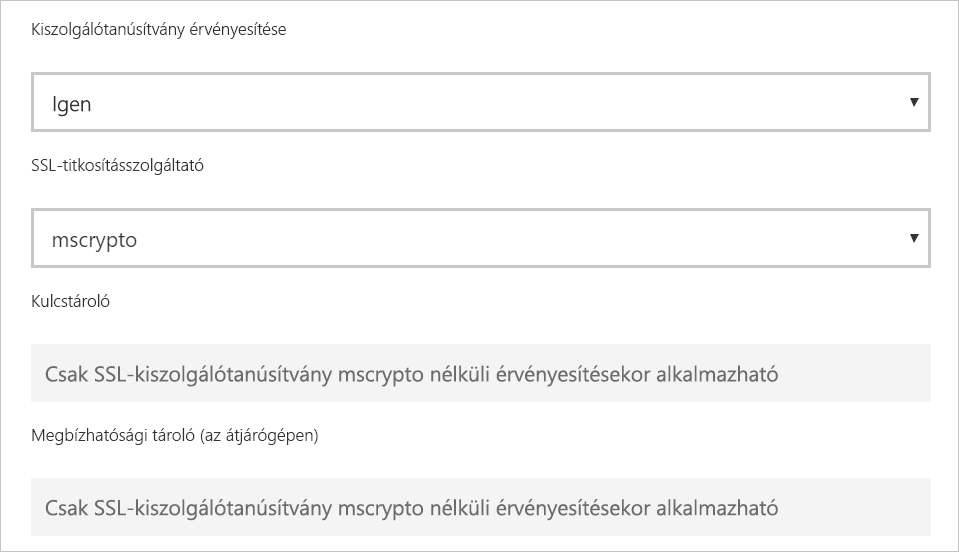 Kiszolgálótanúsítvány érvényesítése
Igen
SSL-titkosításszolgáltató
mscrypto
Kulcstároló
Csak SSL-kiszolgálótanúsítvány mscrypto nélküli érvényesítésekor alkalmazható
Megbízhatósági tároló (az átjárógépen)
Csak SSL-kiszolgálótanúsítvány mscrypto nélküli érvényesítésekor alkalmazható